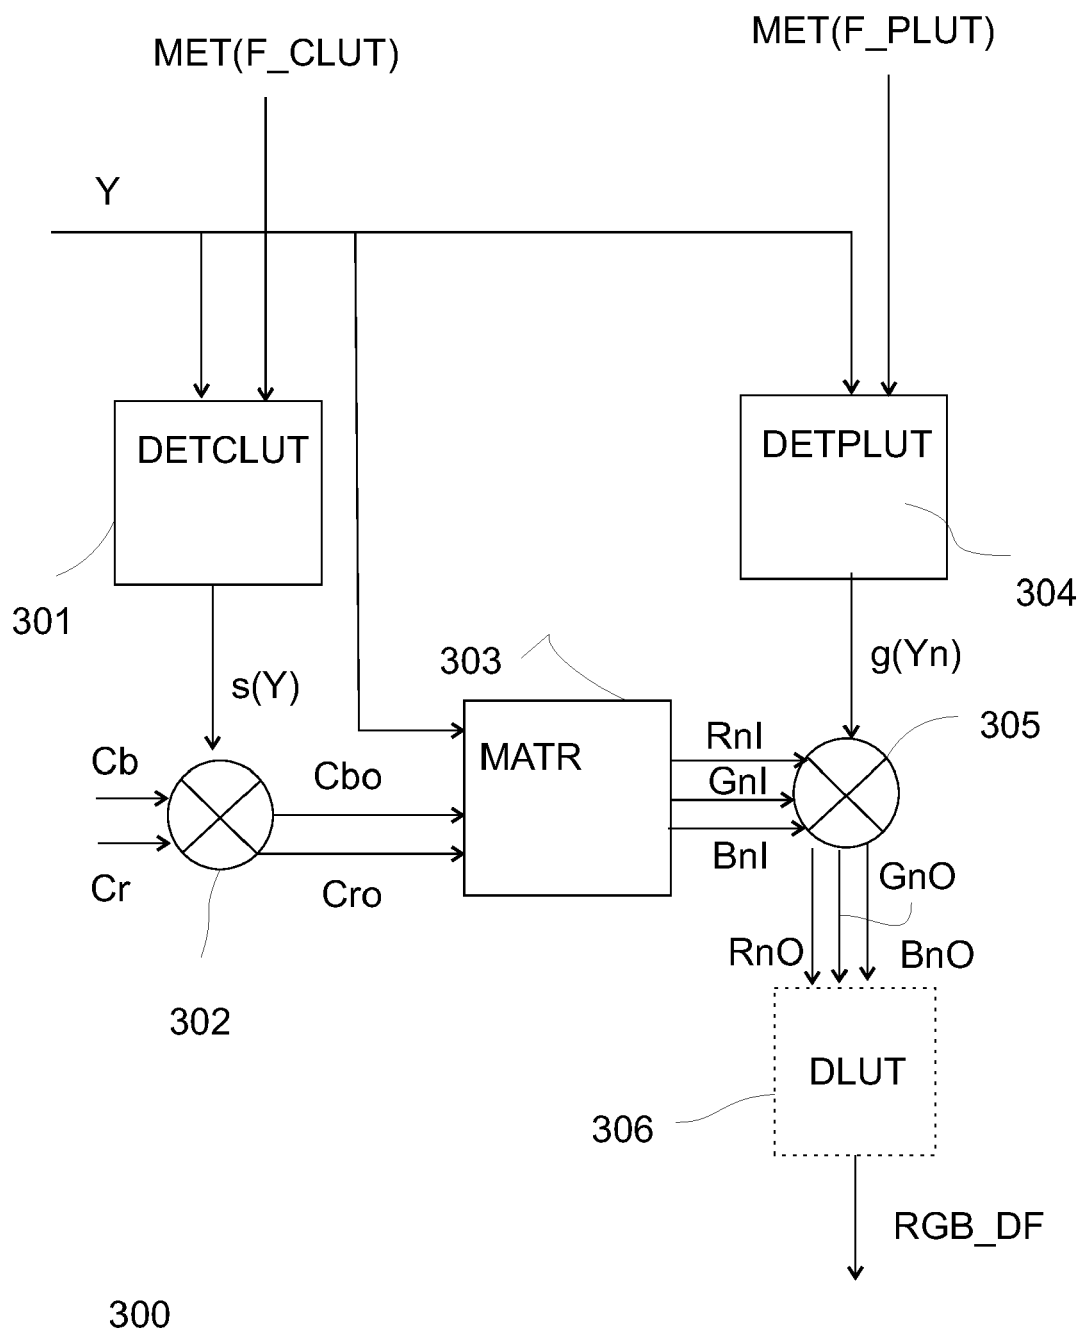 MET(F_CLUT)
MET(F_PLUT)
Y
DETCLUT
DETPLUT
301
304
s(Y)
303
g(Yn)
305
Cb
Cbo
MATR
RnI
GnI
BnI
Cr
Cro
GnO
RnO
BnO
302
DLUT
306
RGB_DF
300